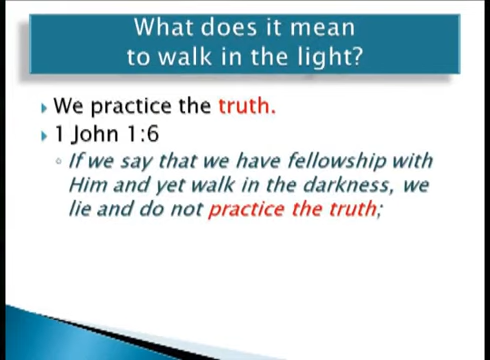 What does it mean
to walk in the light?
We practice the truth.
1 John 1:6
If we say that we have fellowship with
Him and yet walk in the darkness, we
lie and do not practice the truth;